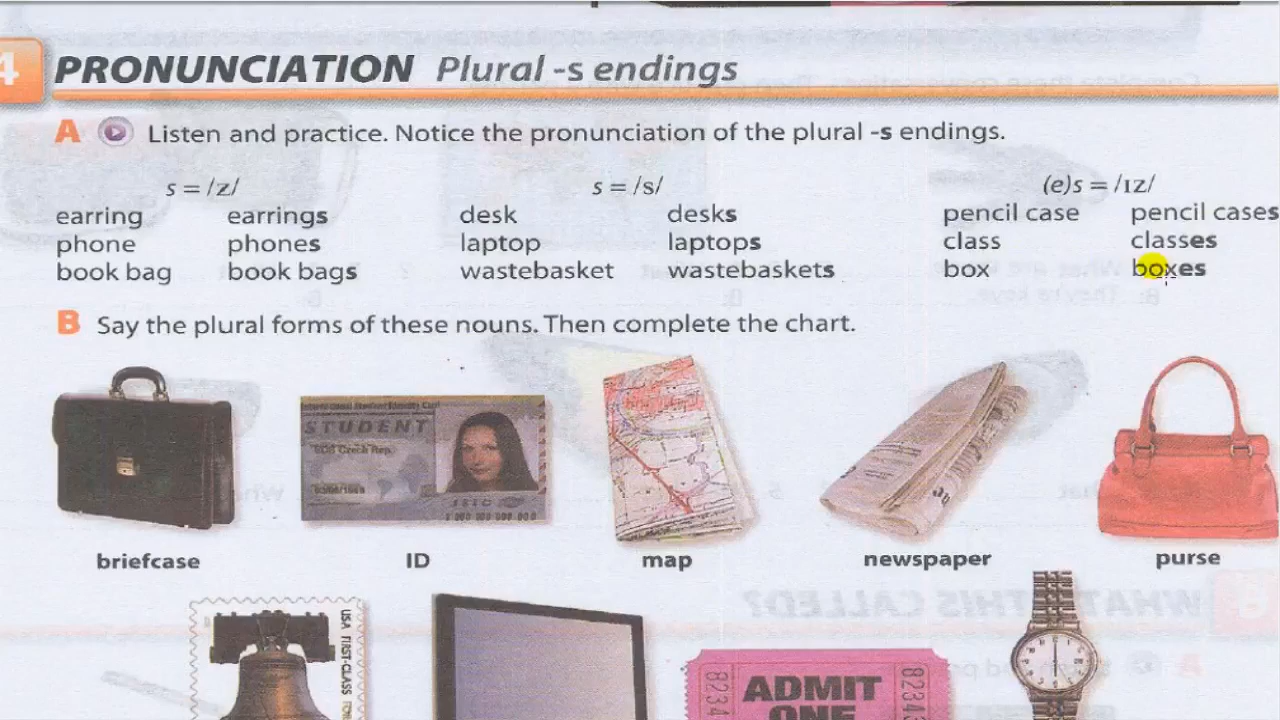 4 PRONUNCIATION Plural -s endings
A Listen and practice. Notice the pronunciation of the plural -s endings.
s = /z/ s = /s/ (e)s = /ɪz/
earring earrings desk desks pencil case pencil cases
phone phones laptop laptops class classes
book bag book bags wastebasket wastebaskets box boxes
B Say the plural forms of these nouns. Then complete the chart.
STUDENT
briefcase ID map newspaper purse
USA FIRST-CLASS
ADMIT
ONE